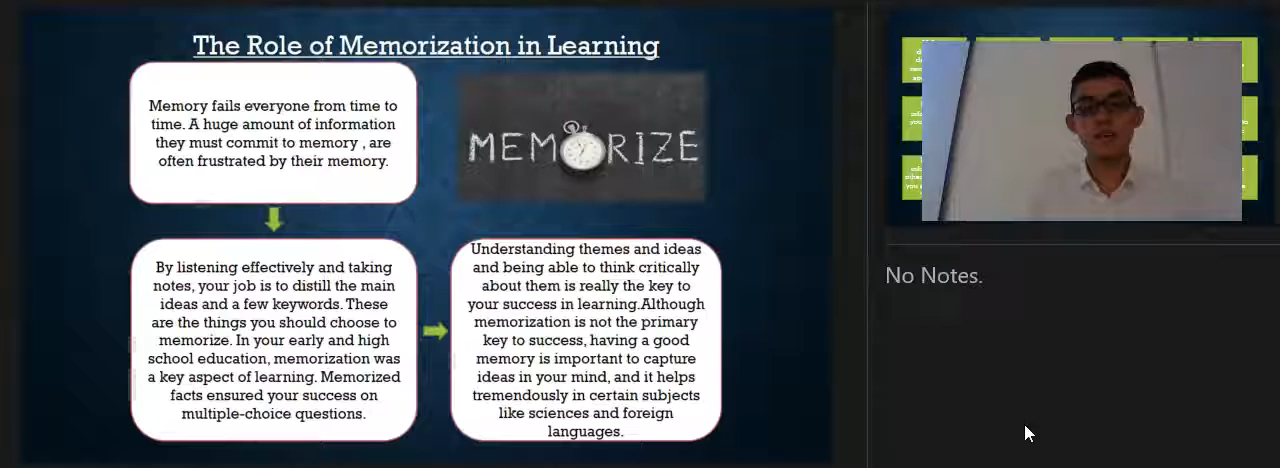 The Role of Memorization in Learning
Memory fails everyone from time to
time. A huge amount of information
they must commit to memory , are
often frustrated by their memory.
MEMORIZE
By listening effectively and taking
notes, your job is to distill the main
ideas and a few keywords. These
are the things you should choose to
memorize. In your early and high
school education, memorization was
a key aspect of learning. Memorized
facts ensured your success on
multiple-choice questions.
Understanding themes and ideas
and being able to think critically
about them is really the key to
your success in learning.Although
memorization is not the primary
key to success, having a good
memory is important to capture
ideas in your mind, and it helps
tremendously in certain subjects
like sciences and foreign
languages.
No Notes.